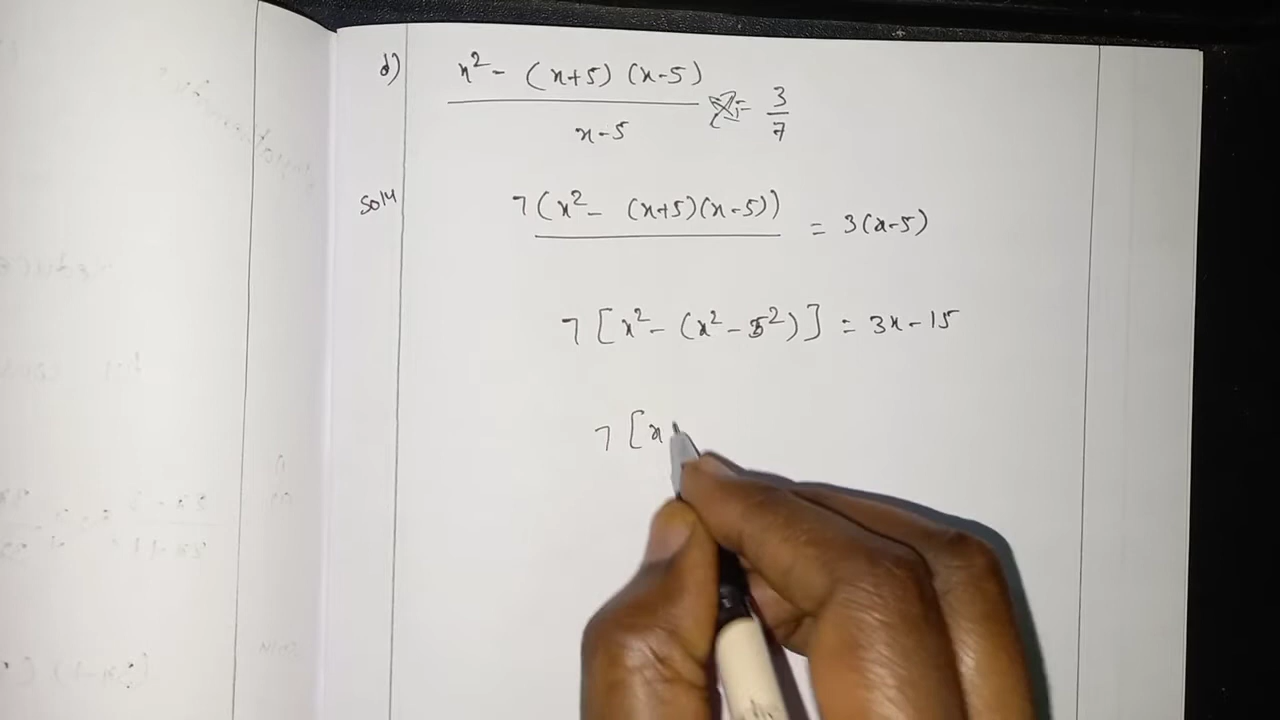 d) x² - (x+5) (x-5) / x-5 = 3/7
Soln 7(x² - (x+5)(x-5)) = 3(x-5)
7[x² - (x² - 5²)] = 3x - 15
7[x